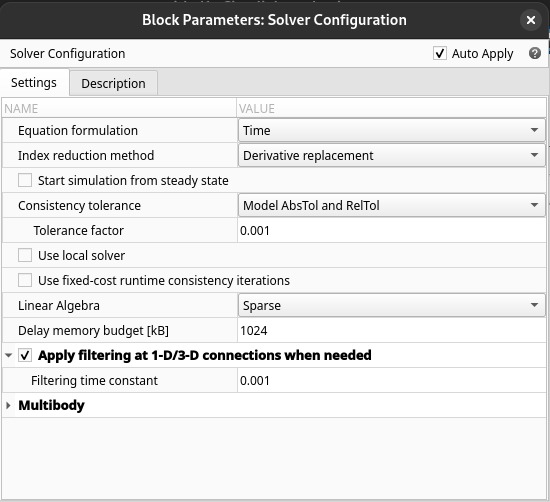 Block Parameters: Solver Configuration
Solver Configuration
Auto Apply
Settings
Description
NAME VALUE
Equation formulation Time
Index reduction method Derivative replacement
Start simulation from steady state
Consistency tolerance Model AbsTol and RelTol
Tolerance factor 0.001
Use local solver
Use fixed-cost runtime consistency iterations
Linear Algebra Sparse
Delay memory budget [kB] 1024
Apply filtering at 1-D/3-D connections when needed
Filtering time constant 0.001
Multibody